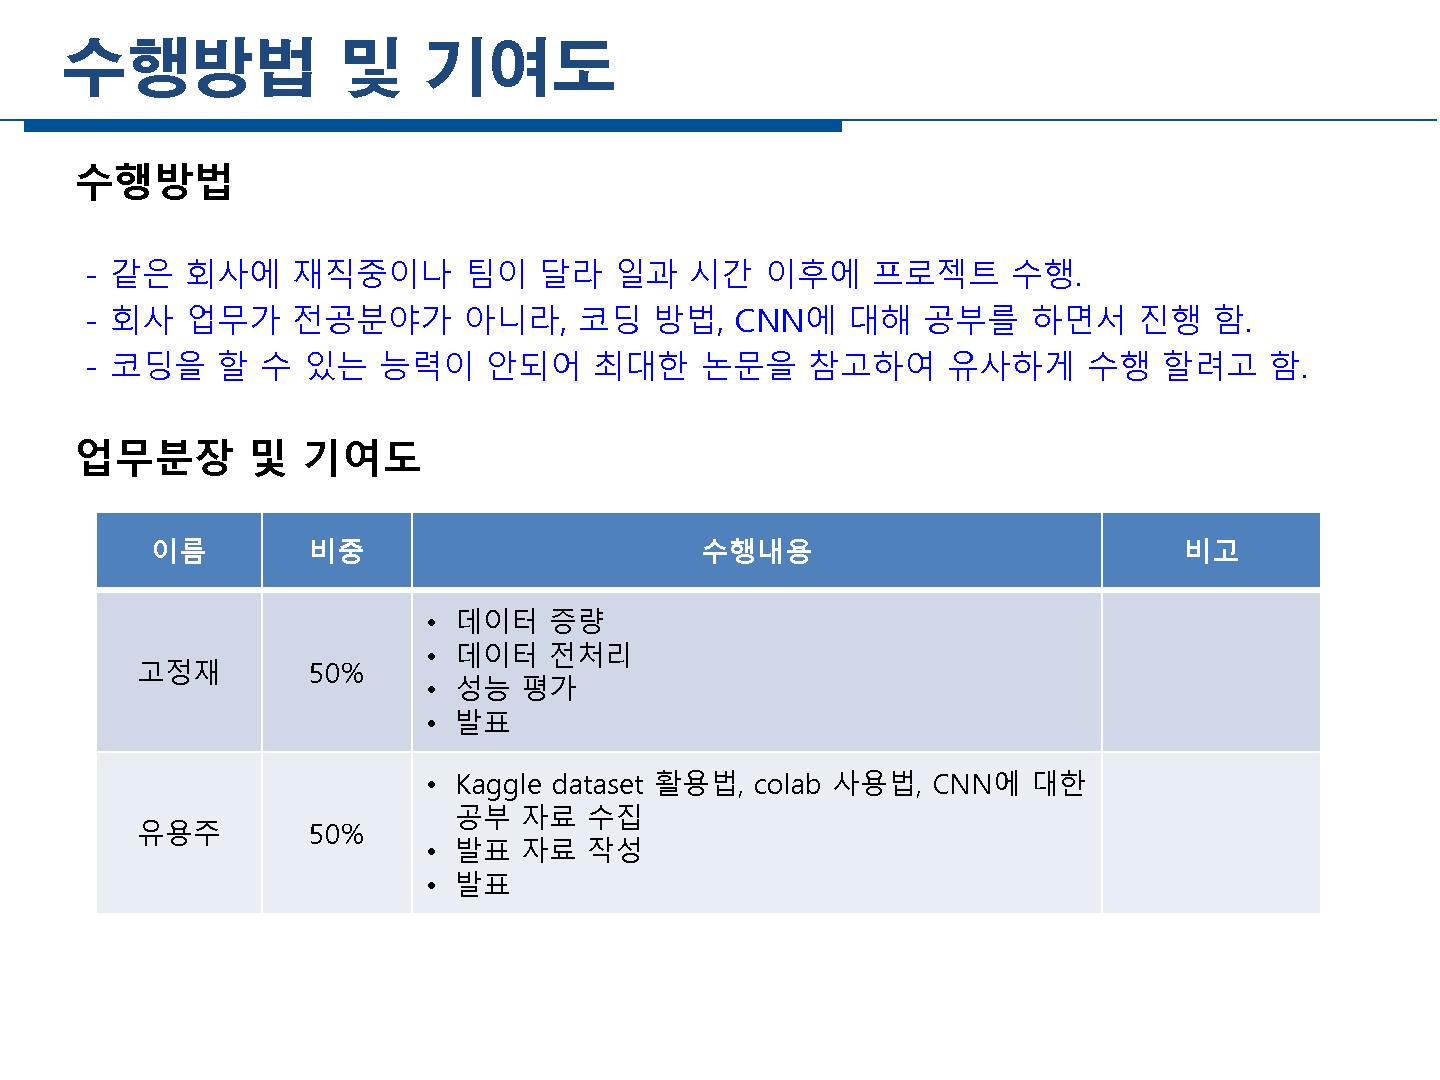 수행방법 및 기여도
수행방법
- 같은 회사에 재직중이나 팀이 달라 일과 시간 이후에 프로젝트 수행.
- 회사 업무가 전공분야가 아니라, 코딩 방법, CNN에 대해 공부를 하면서 진행 함.
- 코딩을 할 수 있는 능력이 안되어 최대한 논문을 참고하여 유사하게 수행 할려고 함.
업무분장 및 기여도
이름 비중 수행내용 비고
고정재 50%
• 데이터 증량
• 데이터 전처리
• 성능 평가
• 발표
유용주 50%
• Kaggle dataset 활용법, colab 사용법, CNN에 대한
공부 자료 수집
• 발표 자료 작성
• 발표